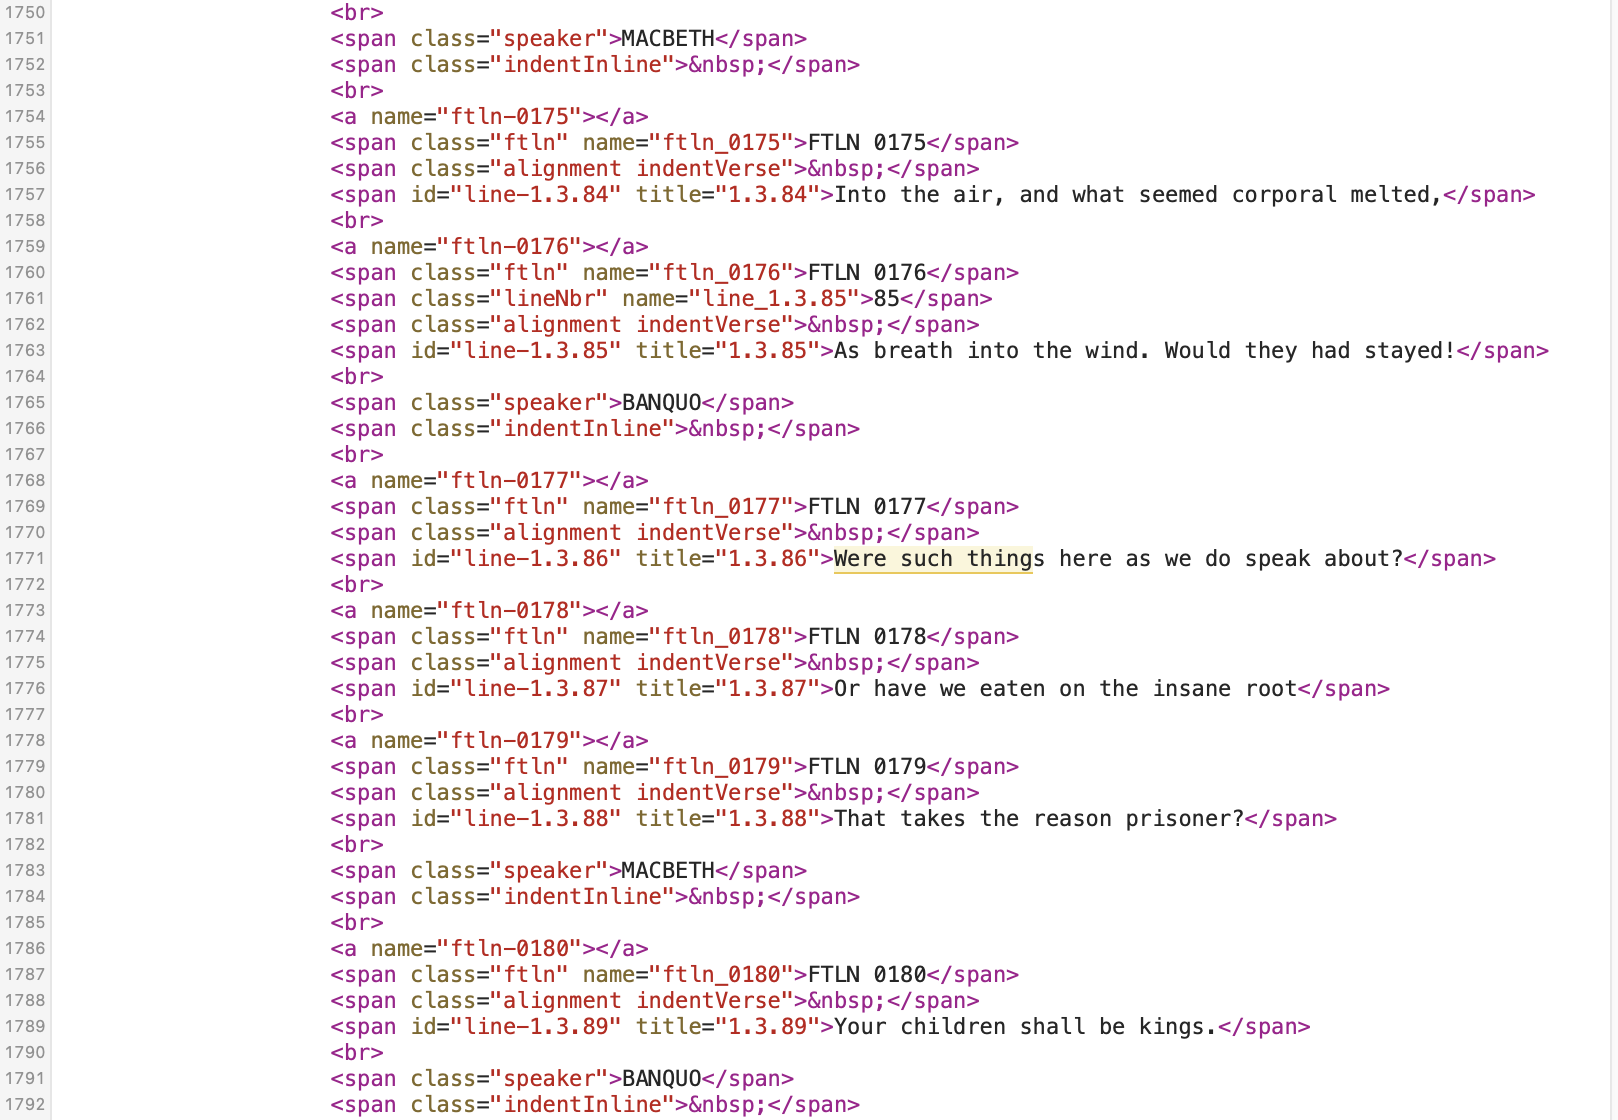 1750 <br>
1751 <span class="speaker">MACBETH</span>
1752 <span class="indentInline">&nbsp;</span>
1753 <br>
1754 <a name="ftln-0175"></a>
1755 <span class="ftln" name="ftln_0175">FTLN 0175</span>
1756 <span class="alignment indentVerse">&nbsp;</span>
1757 <span id="line-1.3.84" title="1.3.84">Into the air, and what seemed corporal melted,</span>
1758 <br>
1759 <a name="ftln-0176"></a>
1760 <span class="ftln" name="ftln_0176">FTLN 0176</span>
1761 <span class="lineNbr" name="line_1.3.85">85</span>
1762 <span class="alignment indentVerse">&nbsp;</span>
1763 <span id="line-1.3.85" title="1.3.85">As breath into the wind. Would they had stayed!</span>
1764 <br>
1765 <span class="speaker">BANQUO</span>
1766 <span class="indentInline">&nbsp;</span>
1767 <br>
1768 <a name="ftln-0177"></a>
1769 <span class="ftln" name="ftln_0177">FTLN 0177</span>
1770 <span class="alignment indentVerse">&nbsp;</span>
1771 <span id="line-1.3.86" title="1.3.86">Were such things here as we do speak about?</span>
1772 <br>
1773 <a name="ftln-0178"></a>
1774 <span class="ftln" name="ftln_0178">FTLN 0178</span>
1775 <span class="alignment indentVerse">&nbsp;</span>
1776 <span id="line-1.3.87" title="1.3.87">Or have we eaten on the insane root</span>
1777 <br>
1778 <a name="ftln-0179"></a>
1779 <span class="ftln" name="ftln_0179">FTLN 0179</span>
1780 <span class="alignment indentVerse">&nbsp;</span>
1781 <span id="line-1.3.88" title="1.3.88">That takes the reason prisoner?</span>
1782 <br>
1783 <span class="speaker">MACBETH</span>
1784 <span class="indentInline">&nbsp;</span>
1785 <br>
1786 <a name="ftln-0180"></a>
1787 <span class="ftln" name="ftln_0180">FTLN 0180</span>
1788 <span class="alignment indentVerse">&nbsp;</span>
1789 <span id="line-1.3.89" title="1.3.89">Your children shall be kings.</span>
1790 <br>
1791 <span class="speaker">BANQUO</span>
1792 <span class="indentInline">&nbsp;</span>